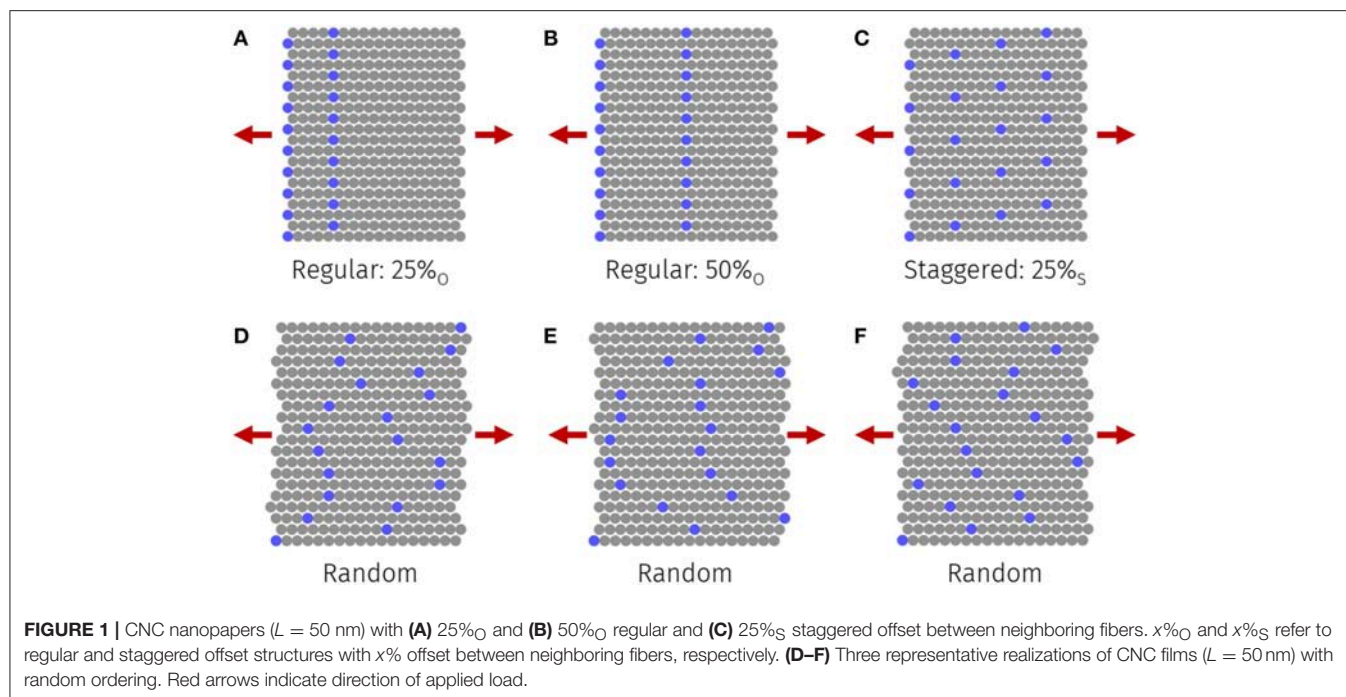 A
B
C
Regular: 25%O
Regular: 50%O
Staggered: 25%S
D
E
F
Random
Random
Random
FIGURE 1 | CNC nanopapers (L = 50 nm) with (A) 25%O and (B) 50%O regular and (C) 25%S staggered offset between neighboring fibers. x%O and x%S refer to
regular and staggered offset structures with x% offset between neighboring fibers, respectively. (D–F) Three representative realizations of CNC films (L = 50 nm) with
random ordering. Red arrows indicate direction of applied load.